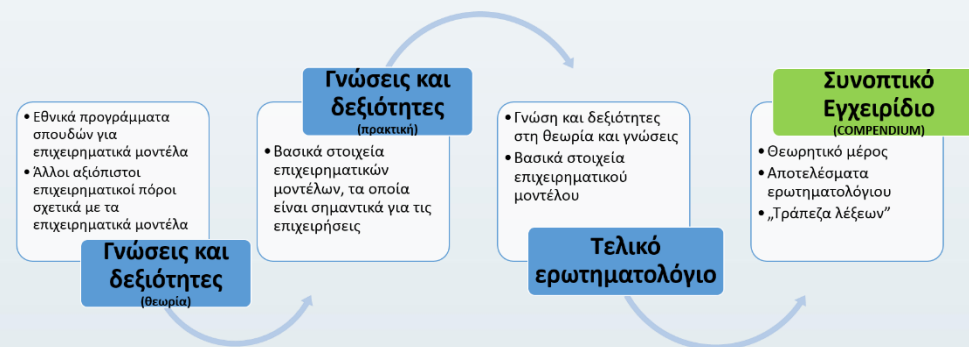 • Εθνικά προγράμματα
σπουδών για
επιχειρηματικά μοντέλα
• Άλλοι αξιόπιστοι
επιχειρηματικοί πόροι
σχετικά με τα
επιχειρηματικά μοντέλα
Γνώσεις και
δεξιότητες
(θεωρία)
Γνώσεις και
δεξιότητες
(πρακτική)
• Βασικά στοιχεία
επιχειρηματικών
μοντέλων, τα οποία
είναι σημαντικά για τις
επιχειρήσεις
• Γνώση και δεξιότητες
στη θεωρία και γνώσεις
• Βασικά στοιχεία
επιχειρηματικού
μοντέλου
Τελικό
ερωτηματολόγιο
Συνοπτικό
Εγχειρίδιο
(COMPENDIUM)
• Θεωρητικό μέρος
• Αποτελέσματα
ερωτηματολόγιου
• „Τράπεζα λέξεων”